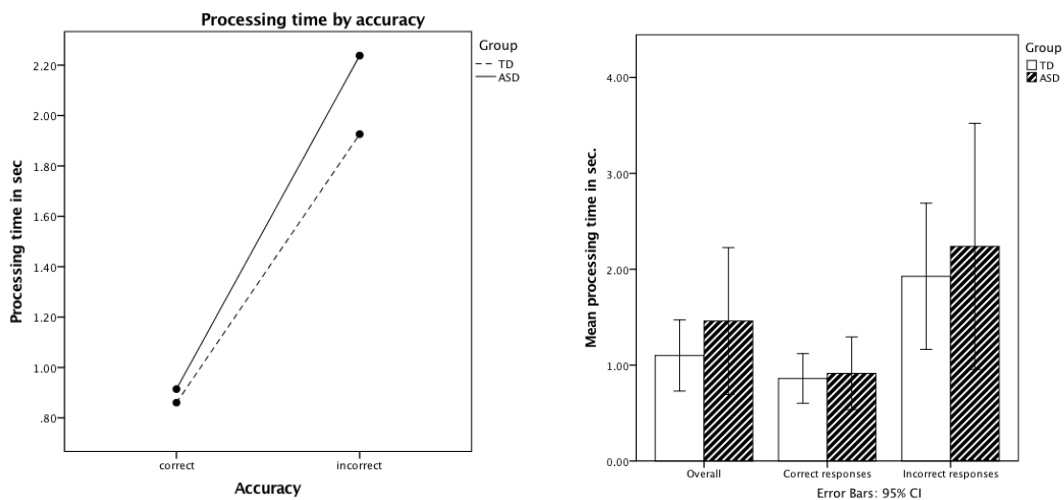 Processing time by accuracy
Group
TD
ASD
Processing time in sec
2.20
2.00
1.80
1.60
1.40
1.20
1.00
.80
correct
incorrect
Accuracy
Group
TD
ASD
Mean processing time in sec.
4.00
3.00
2.00
1.00
0.00
Overall
Correct responses
Incorrect responses
Error Bars: 95% CI